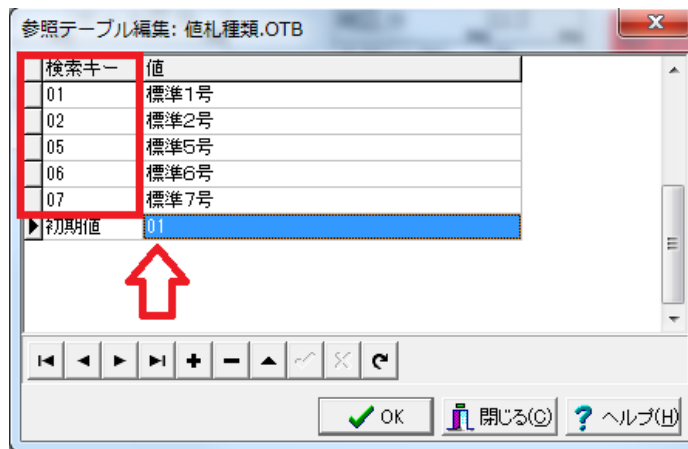 参照テーブル編集: 値札種類.OTB
検索キー 値
01 標準1号
02 標準2号
05 標準5号
06 標準6号
07 標準7号
初期値 01
OK 閉じる(C) ヘルプ(H)